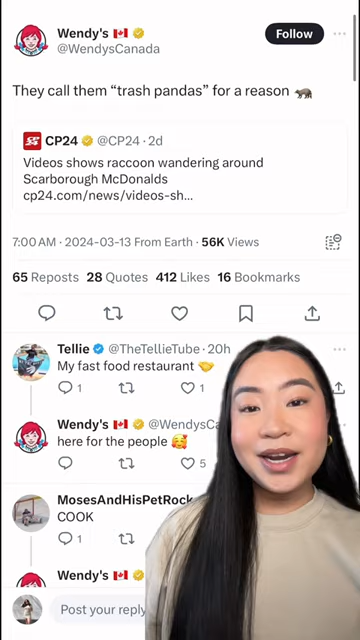 Wendy's 🇨🇦
@WendysCanada
Follow
They call them “trash pandas” for a reason 🦝
CP24 @CP24 · 2d
Videos shows raccoon wandering around
Scarborough McDonalds
cp24.com/news/videos-sh...
7:00 AM · 2024-03-13 From Earth · 56K Views
65 Reposts 28 Quotes 412 Likes 16 Bookmarks
Tellie @TheTellieTube · 20h
My fast food restaurant 🤝
1 1
Wendy's 🇨🇦 @WendysCa
here for the people 🥰
5
MosesAndHisPetRock
COOK
1
Wendy's 🇨🇦
Post your reply